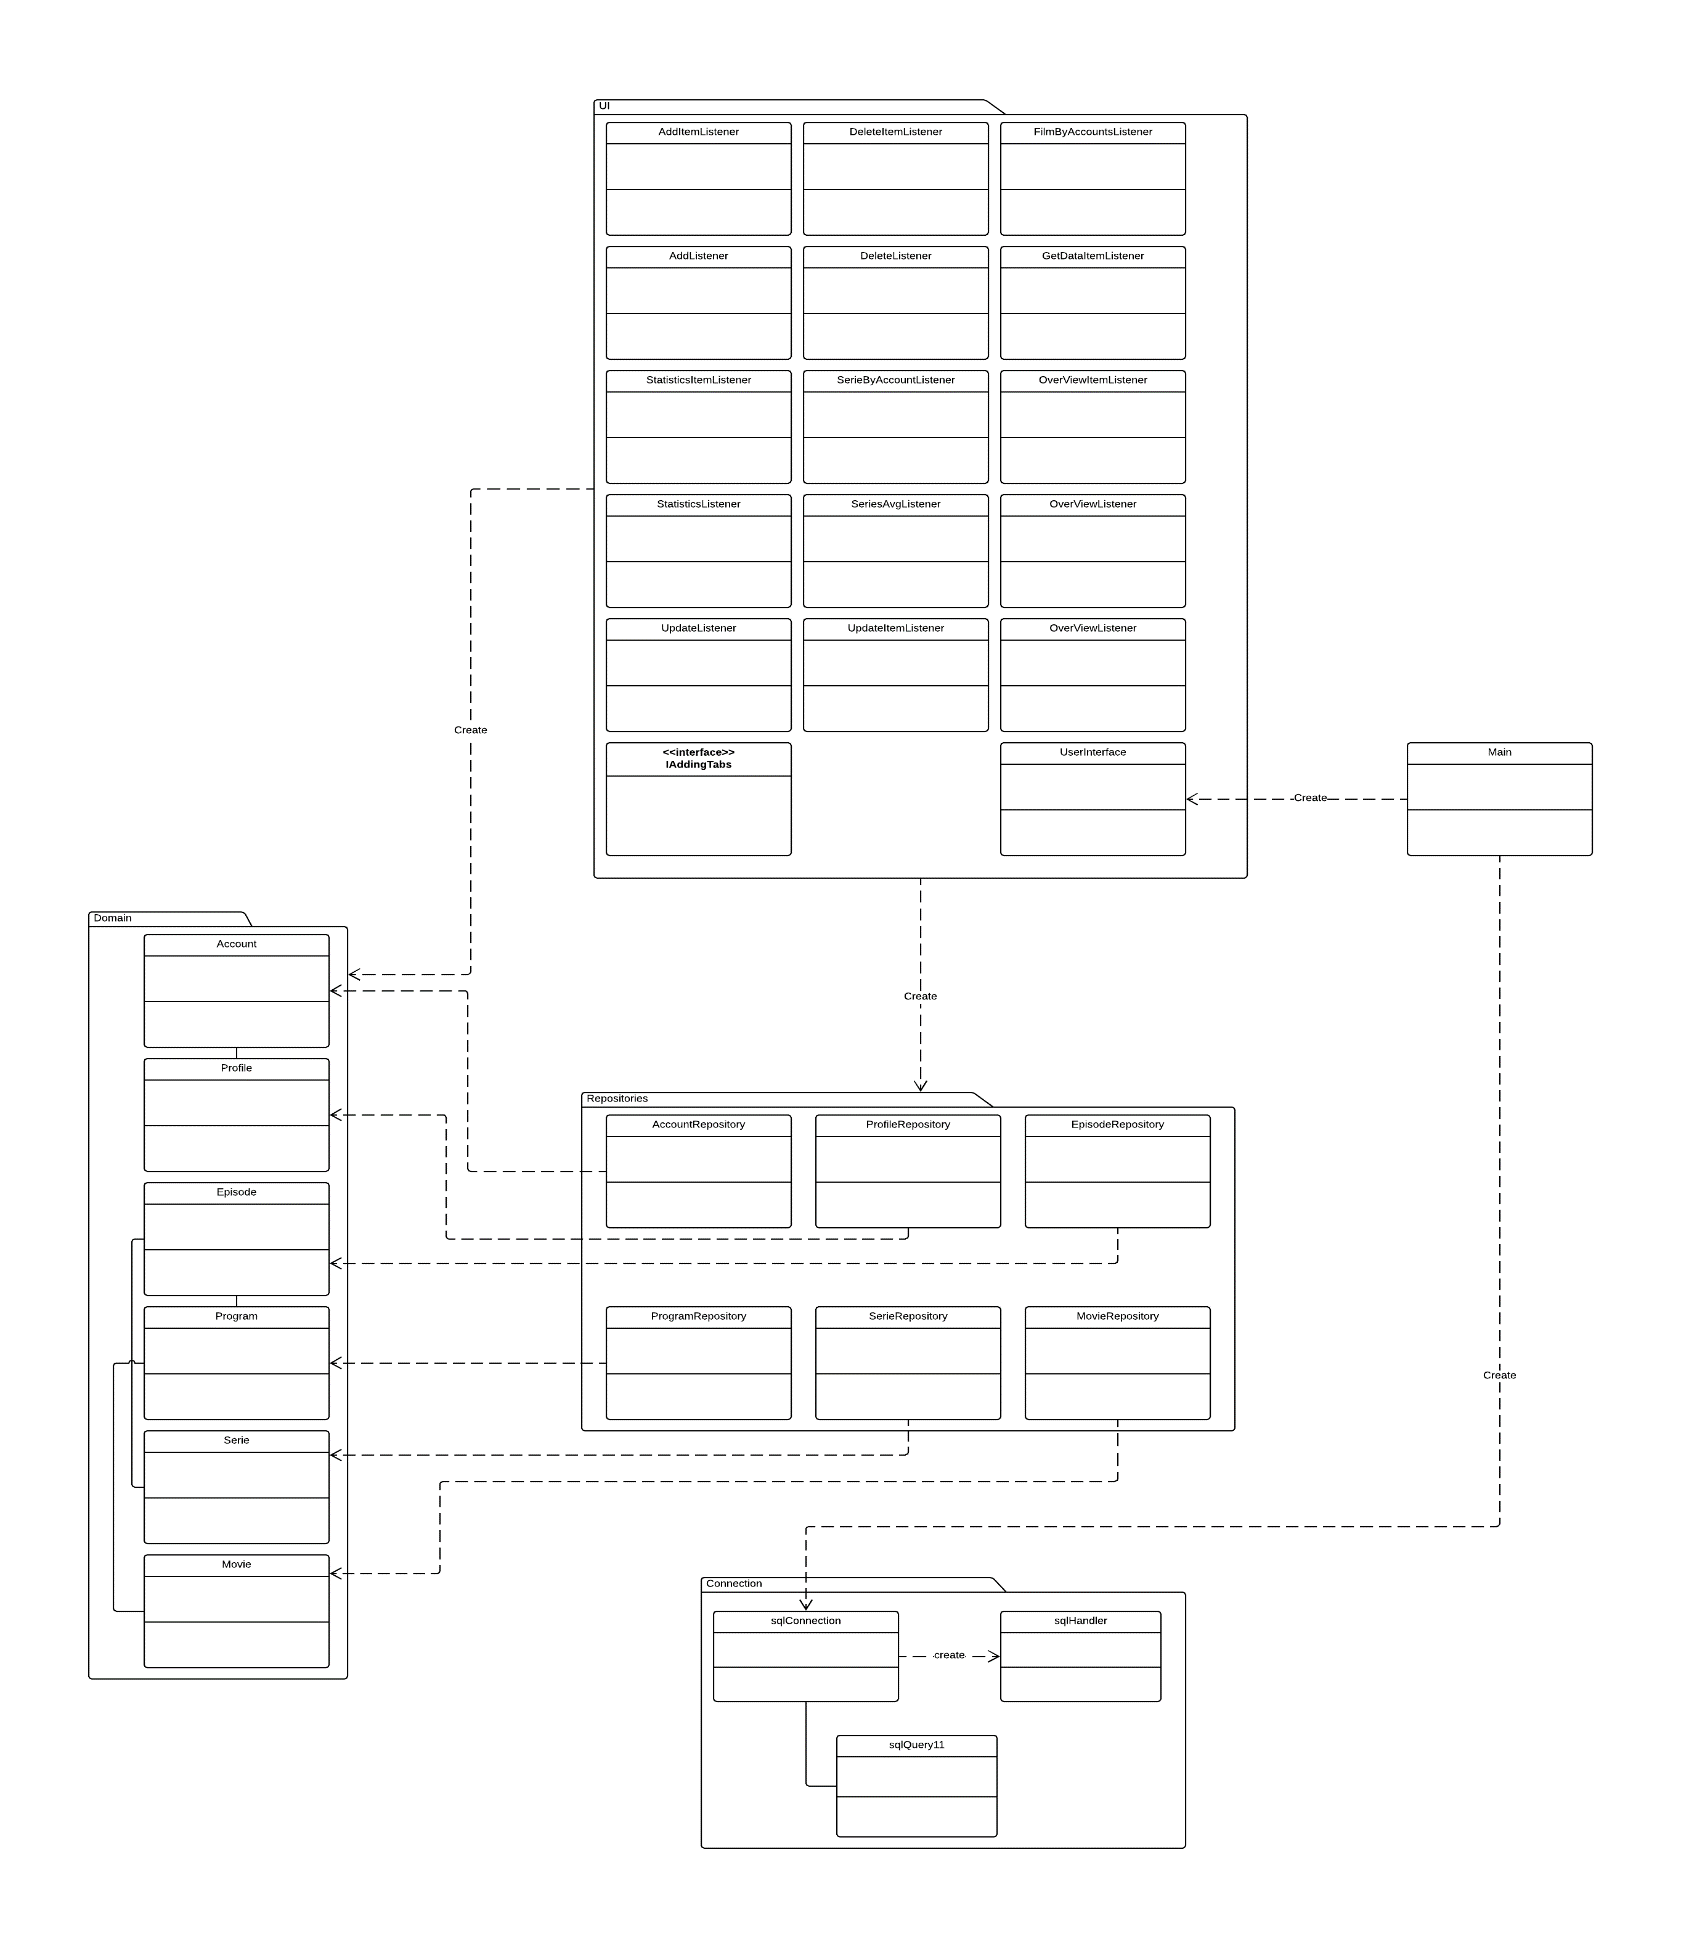 UI
AddItemListener
DeleteItemListener
FilmByAccountsListener
AddListener
DeleteListener
GetDataItemListener
StatisticsItemListener
SerieByAccountListener
OverViewItemListener
StatisticsListener
SeriesAvgListener
OverViewListener
UpdateListener
UpdateItemListener
OverViewListener
<<interface>>
IAddingTabs
UserInterface
Main
Create
Create
Create
Create
Domain
Account
Profile
Episode
Program
Serie
Movie
Repositories
AccountRepository
ProfileRepository
EpisodeRepository
ProgramRepository
SerieRepository
MovieRepository
Connection
sqlConnection
create
sqlHandler
sqlQuery11